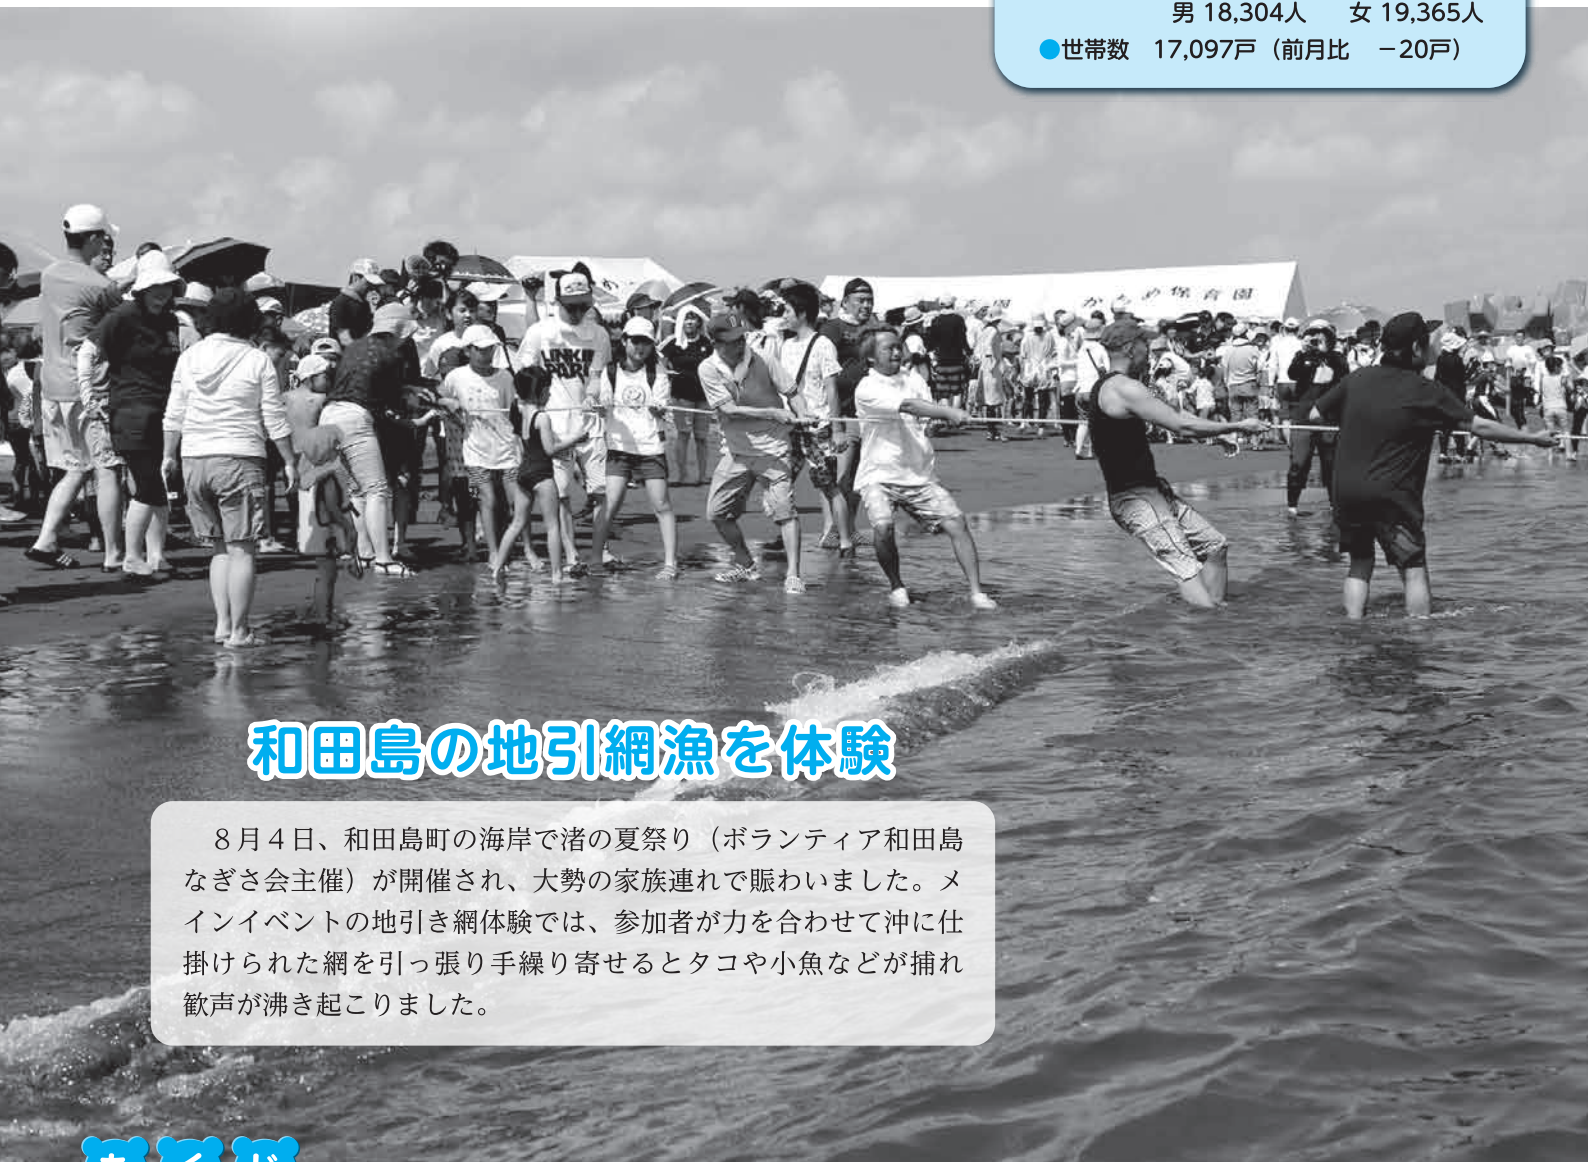 男 18,304人　女 19,365人
●世帯数　17,097戸（前月比　－20戸）
かもめ保育園
LINKIN
PARK
和田島の地引網漁を体験
８月４日、和田島町の海岸で渚の夏祭り（ボランティア和田島
なぎさ会主催）が開催され、大勢の家族連れで賑わいました。メ
インイベントの地引き網体験では、参加者が力を合わせて沖に仕
掛けられた網を引っ張り手繰り寄せるとタコや小魚などが捕れ
歓声が沸き起こりました。